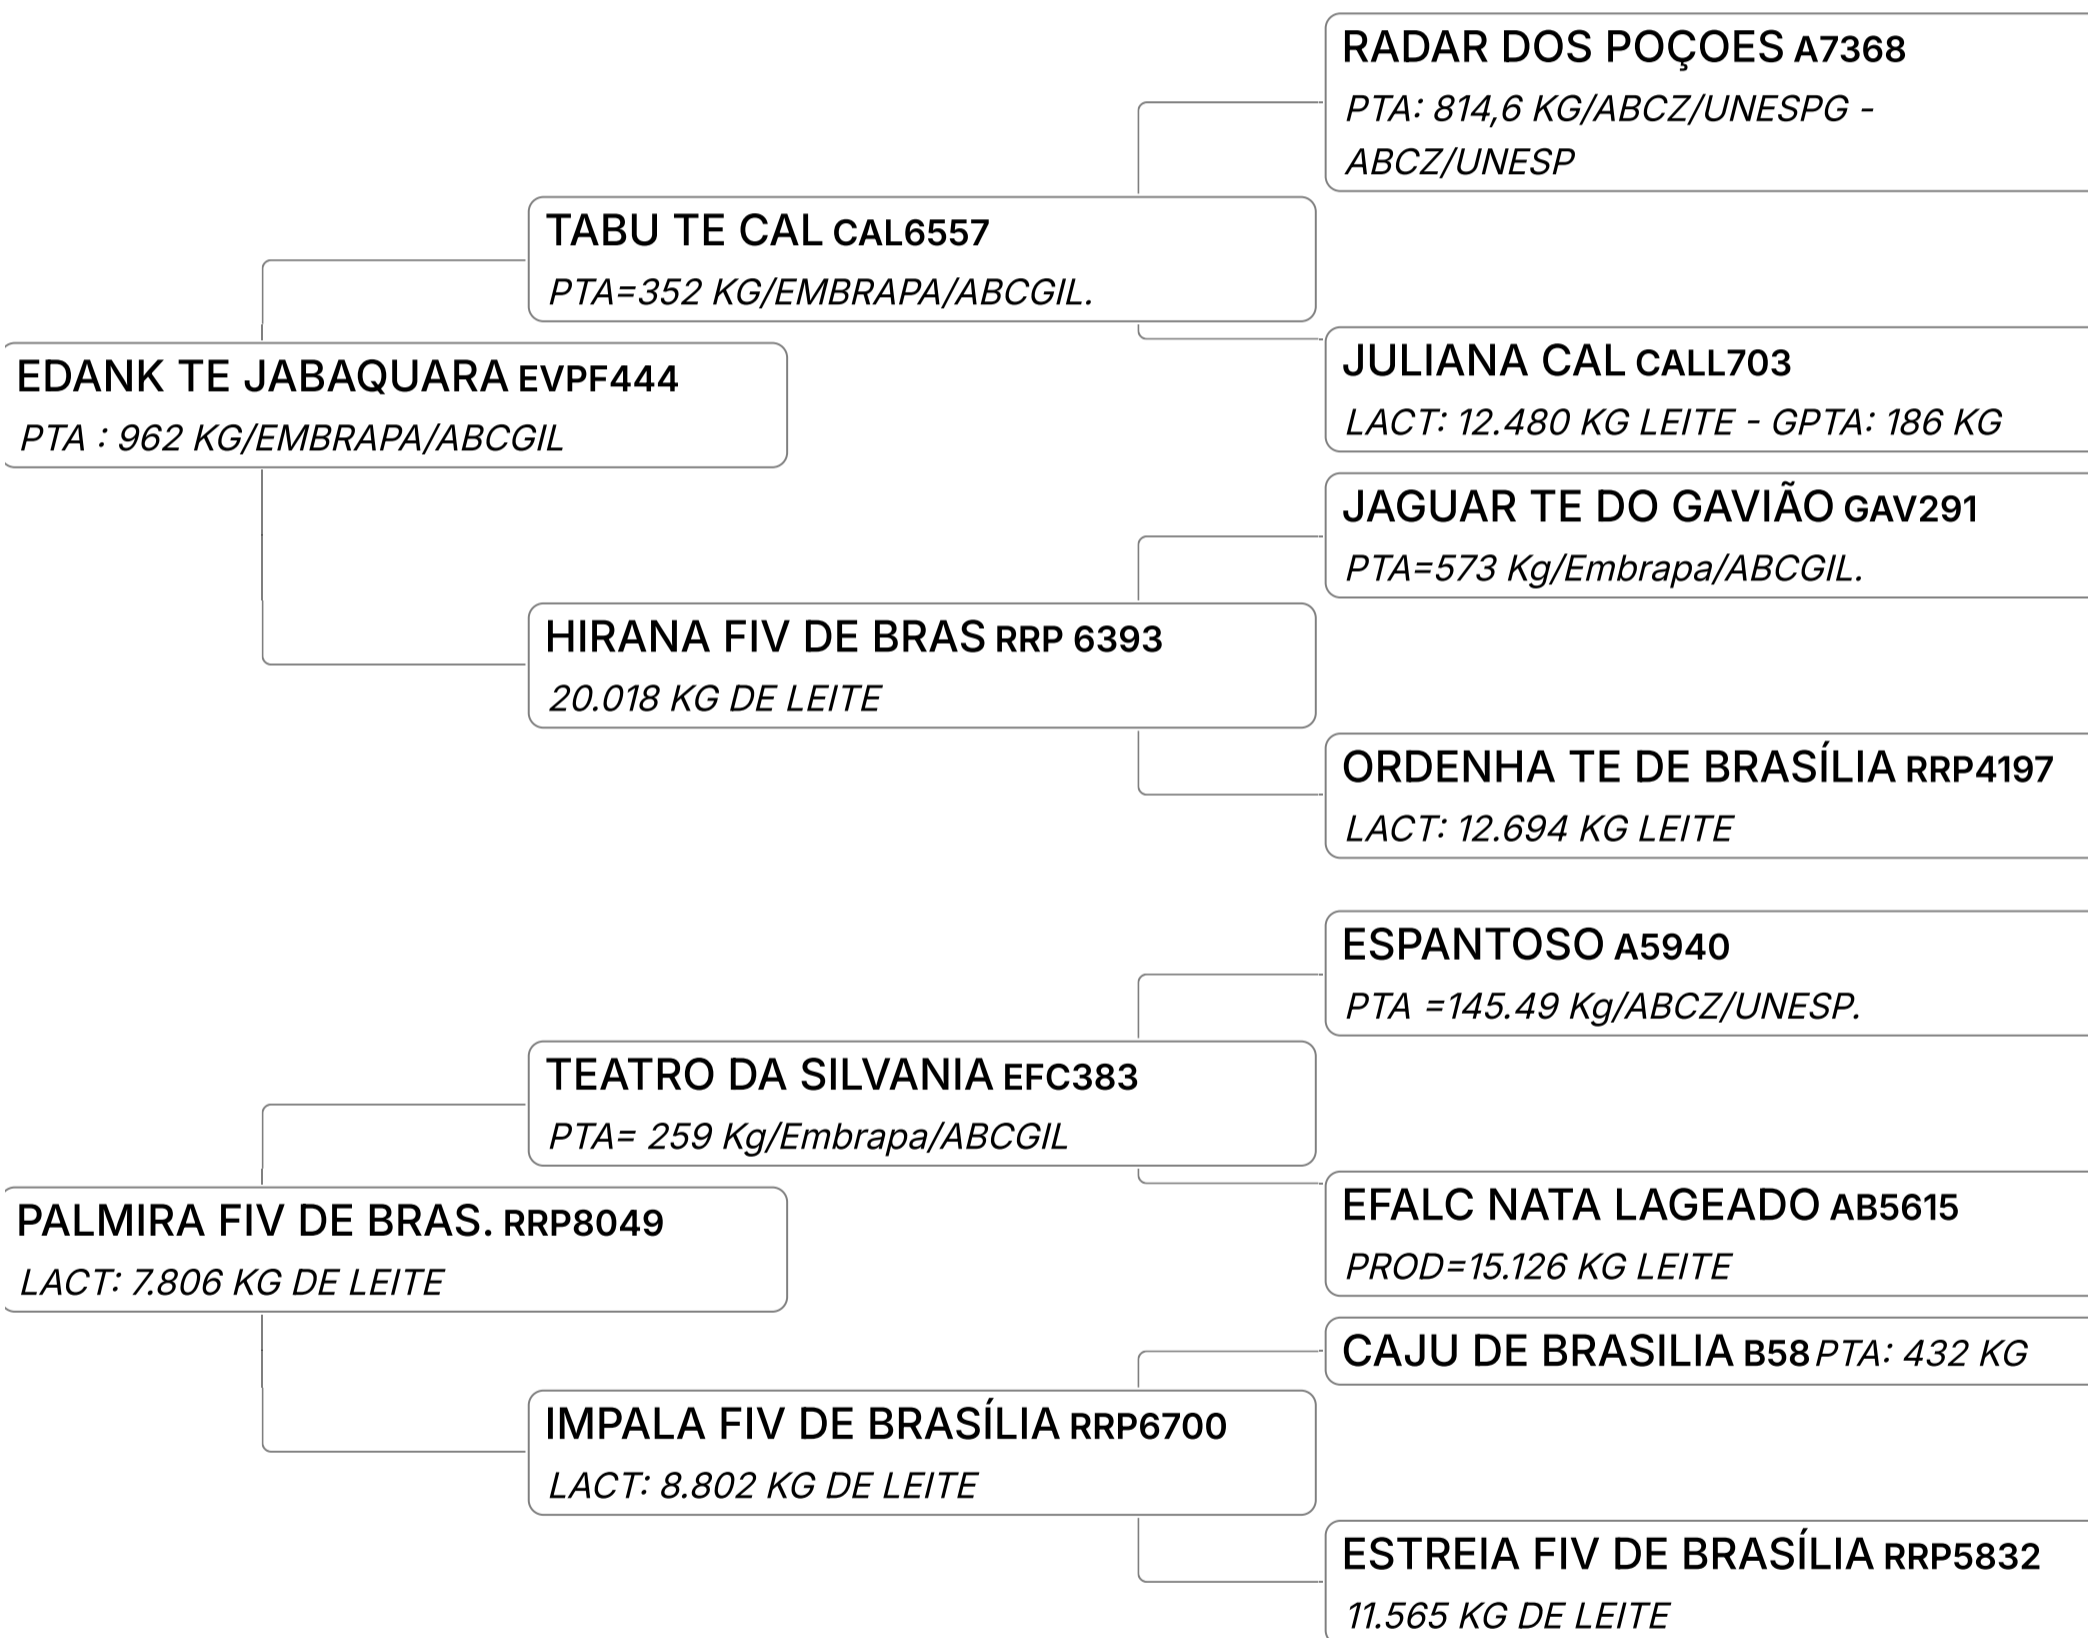 RADAR DOS POÇOES A7368
PTA: 814,6 KG/ABCZ/UNESPG -
ABCZ/UNESP
TABU TE CAL CAL6557
PTA=352 KG/EMBRAPA/ABCGIL.
JULIANA CAL CALL703
LACT: 12.480 KG LEITE - GPTA: 186 KG
EDANK TE JABAQUARA EVPF444
PTA : 962 KG/EMBRAPA/ABCGIL
JAGUAR TE DO GAVIÃO GAV291
PTA=573 Kg/Embrapa/ABCGIL.
HIRANA FIV DE BRAS RRP 6393
20.018 KG DE LEITE
ORDENHA TE DE BRASÍLIA RRP4197
LACT: 12.694 KG LEITE
ESPANTOSO A5940
PTA =145.49 Kg/ABCZ/UNESP.
TEATRO DA SILVANIA EFC383
PTA= 259 Kg/Embrapa/ABCGIL
EFALC NATA LAGEADO AB5615
PROD=15.126 KG LEITE
PALMIRA FIV DE BRAS. RRP8049
LACT: 7.806 KG DE LEITE
CAJU DE BRASILIA B58 PTA: 432 KG
IMPALA FIV DE BRASÍLIA RRP6700
LACT: 8.802 KG DE LEITE
ESTREIA FIV DE BRASÍLIA RRP5832
11.565 KG DE LEITE